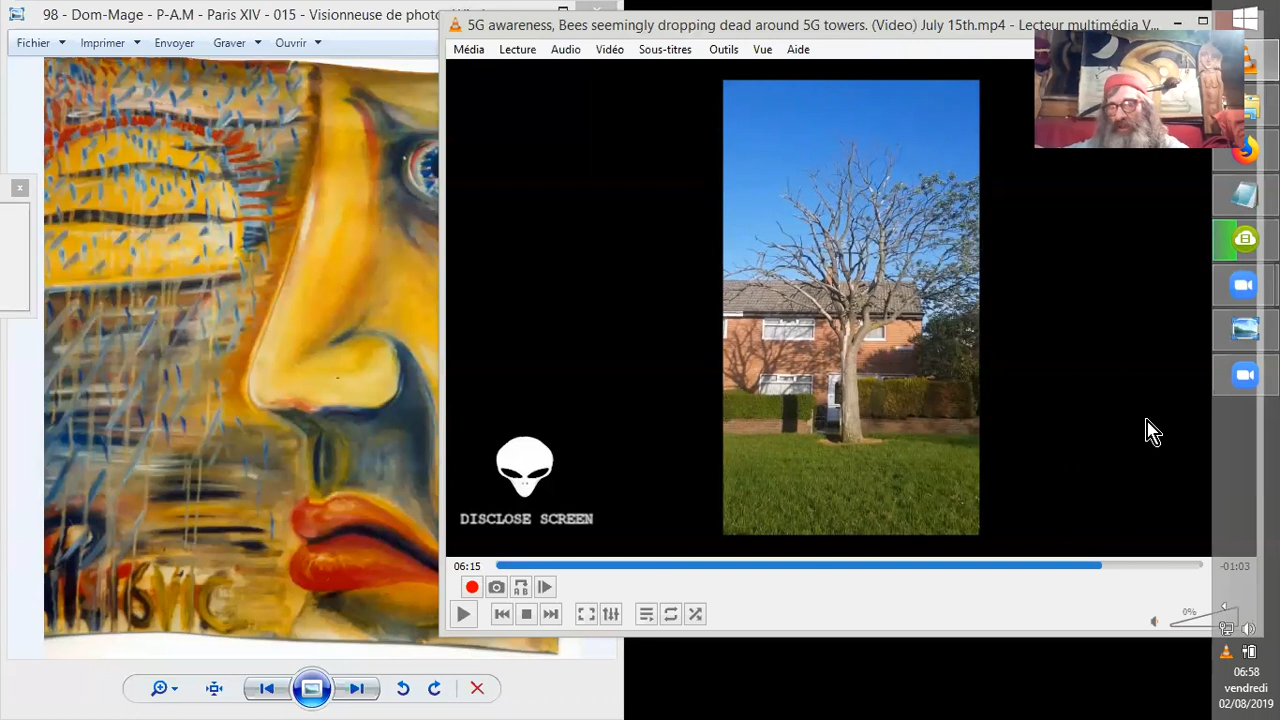 98 - Dom-Mage - P-A-M - Paris XIV - 015 - Visionneuse de photo
Fichier Imprimer Envoyer Graver Ouvrir
5G awareness, Bees seemingly dropping dead around 5G towers. (Video) July 15th.mp4 - Lecteur multimédia V...
Média Lecture Audio Vidéo Sous-titres Outils Vue Aide
DISCLOSE SCREEN
06:15
-01:03
A B
0%
06:58
vendredi
02/08/2019